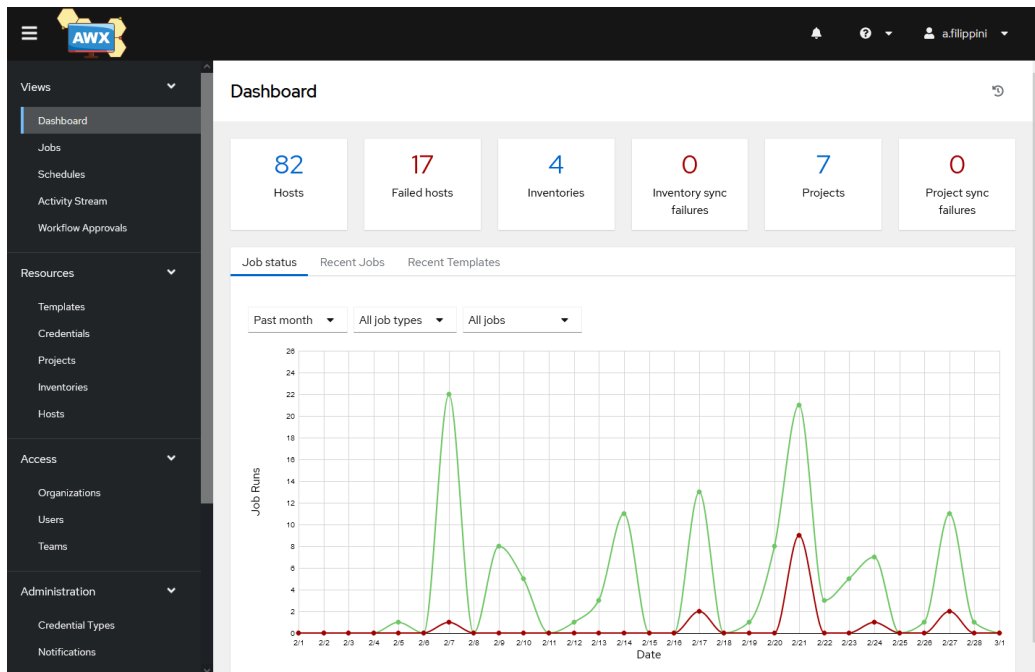 AWX
a.filippini
Views
Dashboard
Jobs
Schedules
Activity Stream
Workflow Approvals
Resources
Templates
Credentials
Projects
Inventories
Hosts
Access
Organizations
Users
Teams
Administration
Credential Types
Notifications
Dashboard
82
Hosts
17
Failed hosts
4
Inventories
0
Inventory sync
failures
7
Projects
0
Project sync
failures
Job status Recent Jobs Recent Templates
Past month All job types All jobs
26
24
22
20
18
16
14
12
10
8
6
4
2
0
Job Runs
2/1 2/2 2/3 2/4 2/5 2/6 2/7 2/8 2/9 2/10 2/11 2/12 2/13 2/14 2/15 2/16 2/17 2/18 2/19 2/20 2/21 2/22 2/23 2/24 2/25 2/26 2/27 2/28 3/1
Date